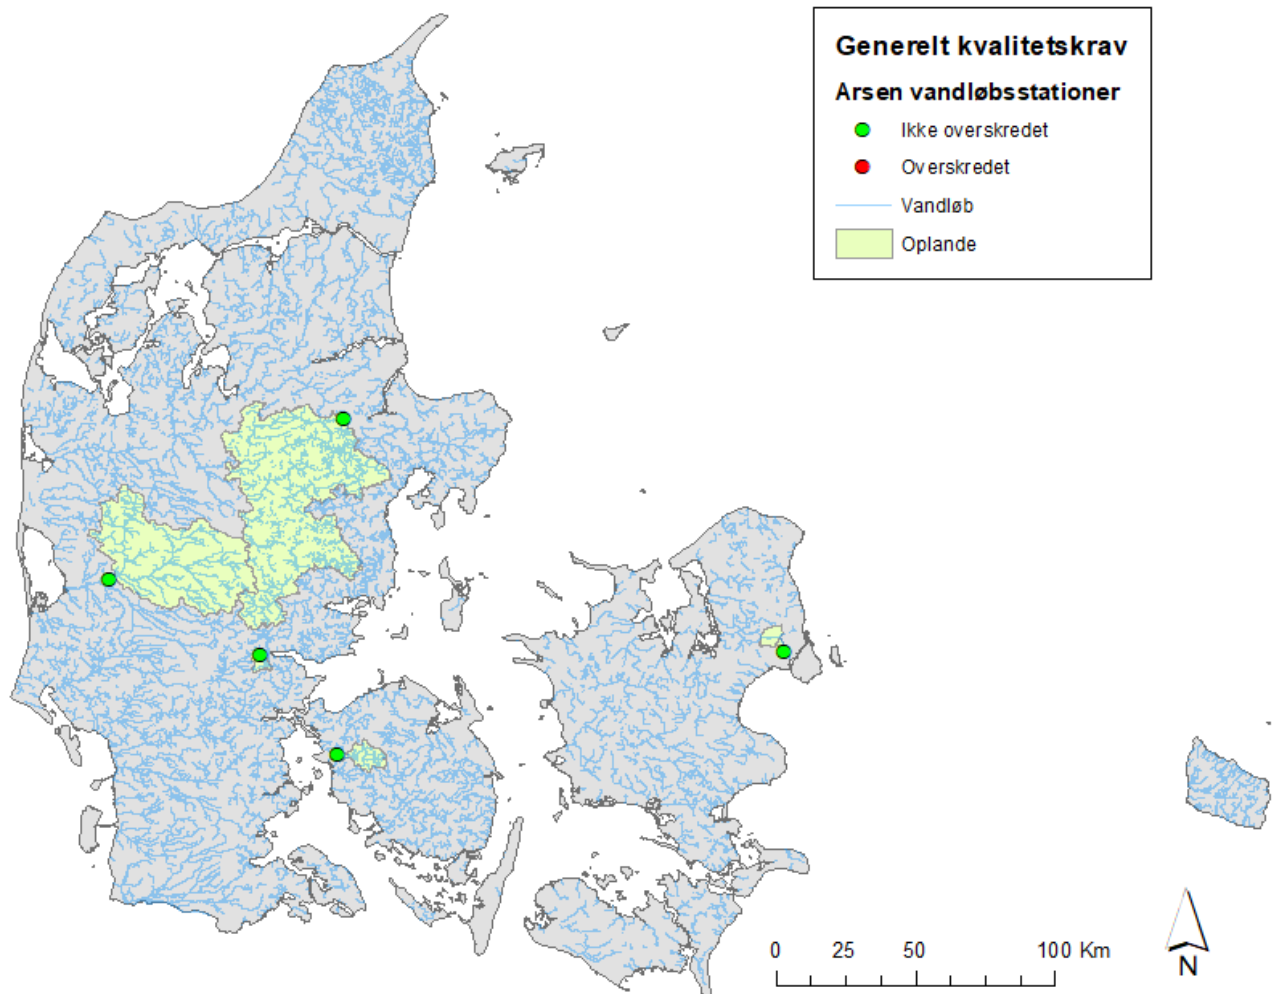 Generelt kvalitetskrav
Arsen vandløbsstationer
Ikke overskredet
Overskredet
Vandløb
Oplande
0 25 50 100 Km
N